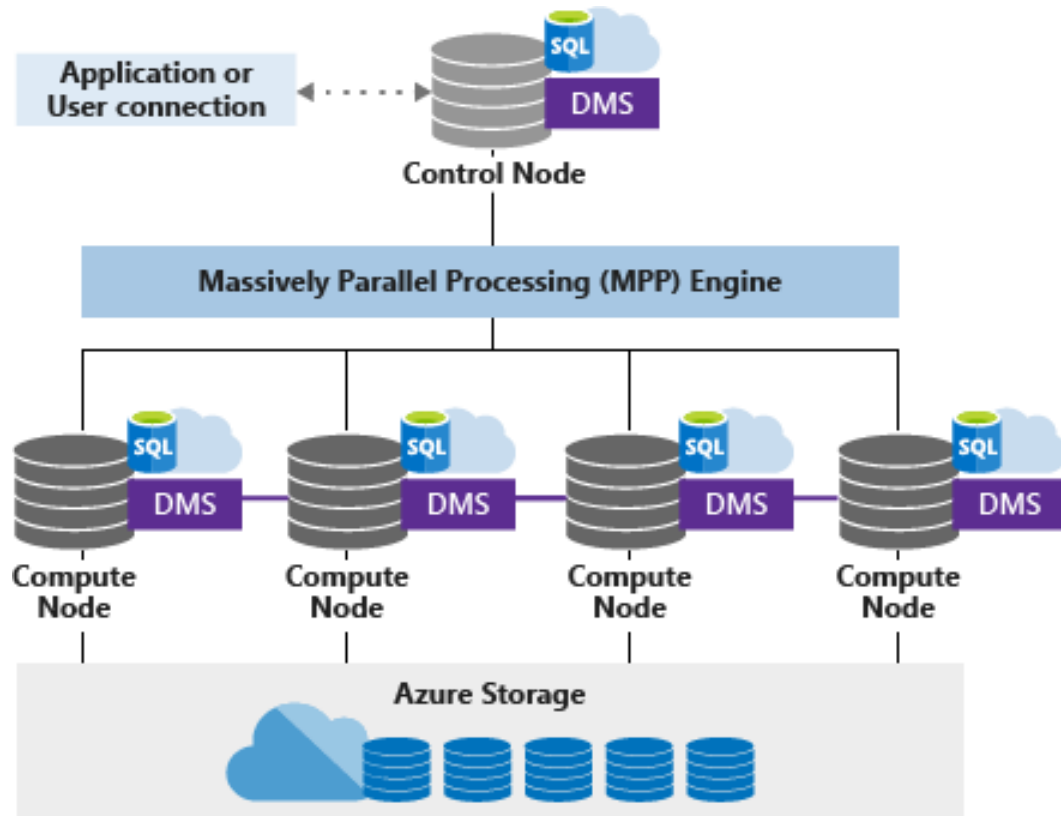 SQL
Application or
User connection
DMS
Control Node
Massively Parallel Processing (MPP) Engine
SQL
SQL
SQL
SQL
DMS
DMS
DMS
DMS
Compute
Node
Compute
Node
Compute
Node
Compute
Node
Azure Storage